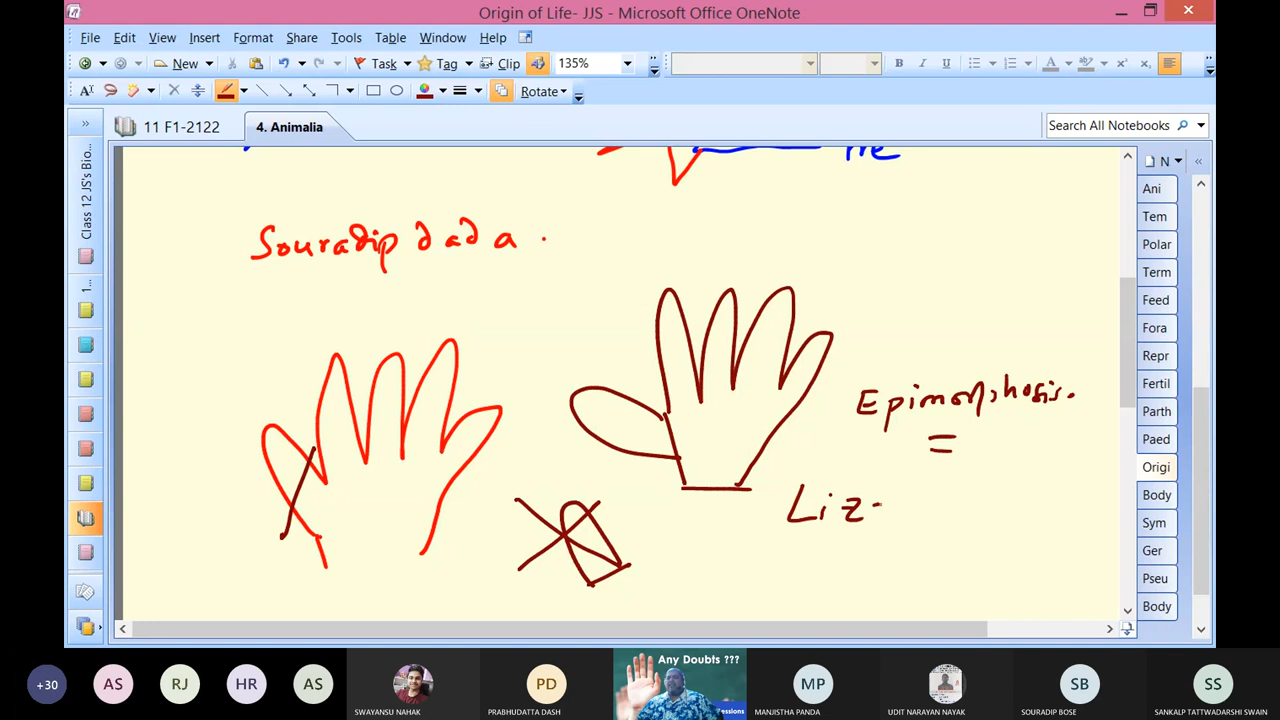 Origin of Life- JJS - Microsoft Office OneNote
File Edit View Insert Format Share Tools Table Window Help
New Task Tag Clip 135% B I U
Rotate
11 F1-2122 4. Animalia Search All Notebooks
Class 12 JJS's Bio...
1...
N
Ani
Tem
Polar
Term
Feed
Fora
Repr
Fertil
Parth
Paed
Origi
Body
Sym
Ger
Pseu
Body
me
Souradip dada.
Epimorphosis.
=
Liz-
Any Doubts ???
essions
+30 AS RJ HR AS PD MP SB SS
SWAYANSU NAHAK PRABHUDATTA DASH MANJISTHA PANDA UDIT NARAYAN NAYAK SOURADIP BOSE SANKALP TATTWADARSHI SWAIN